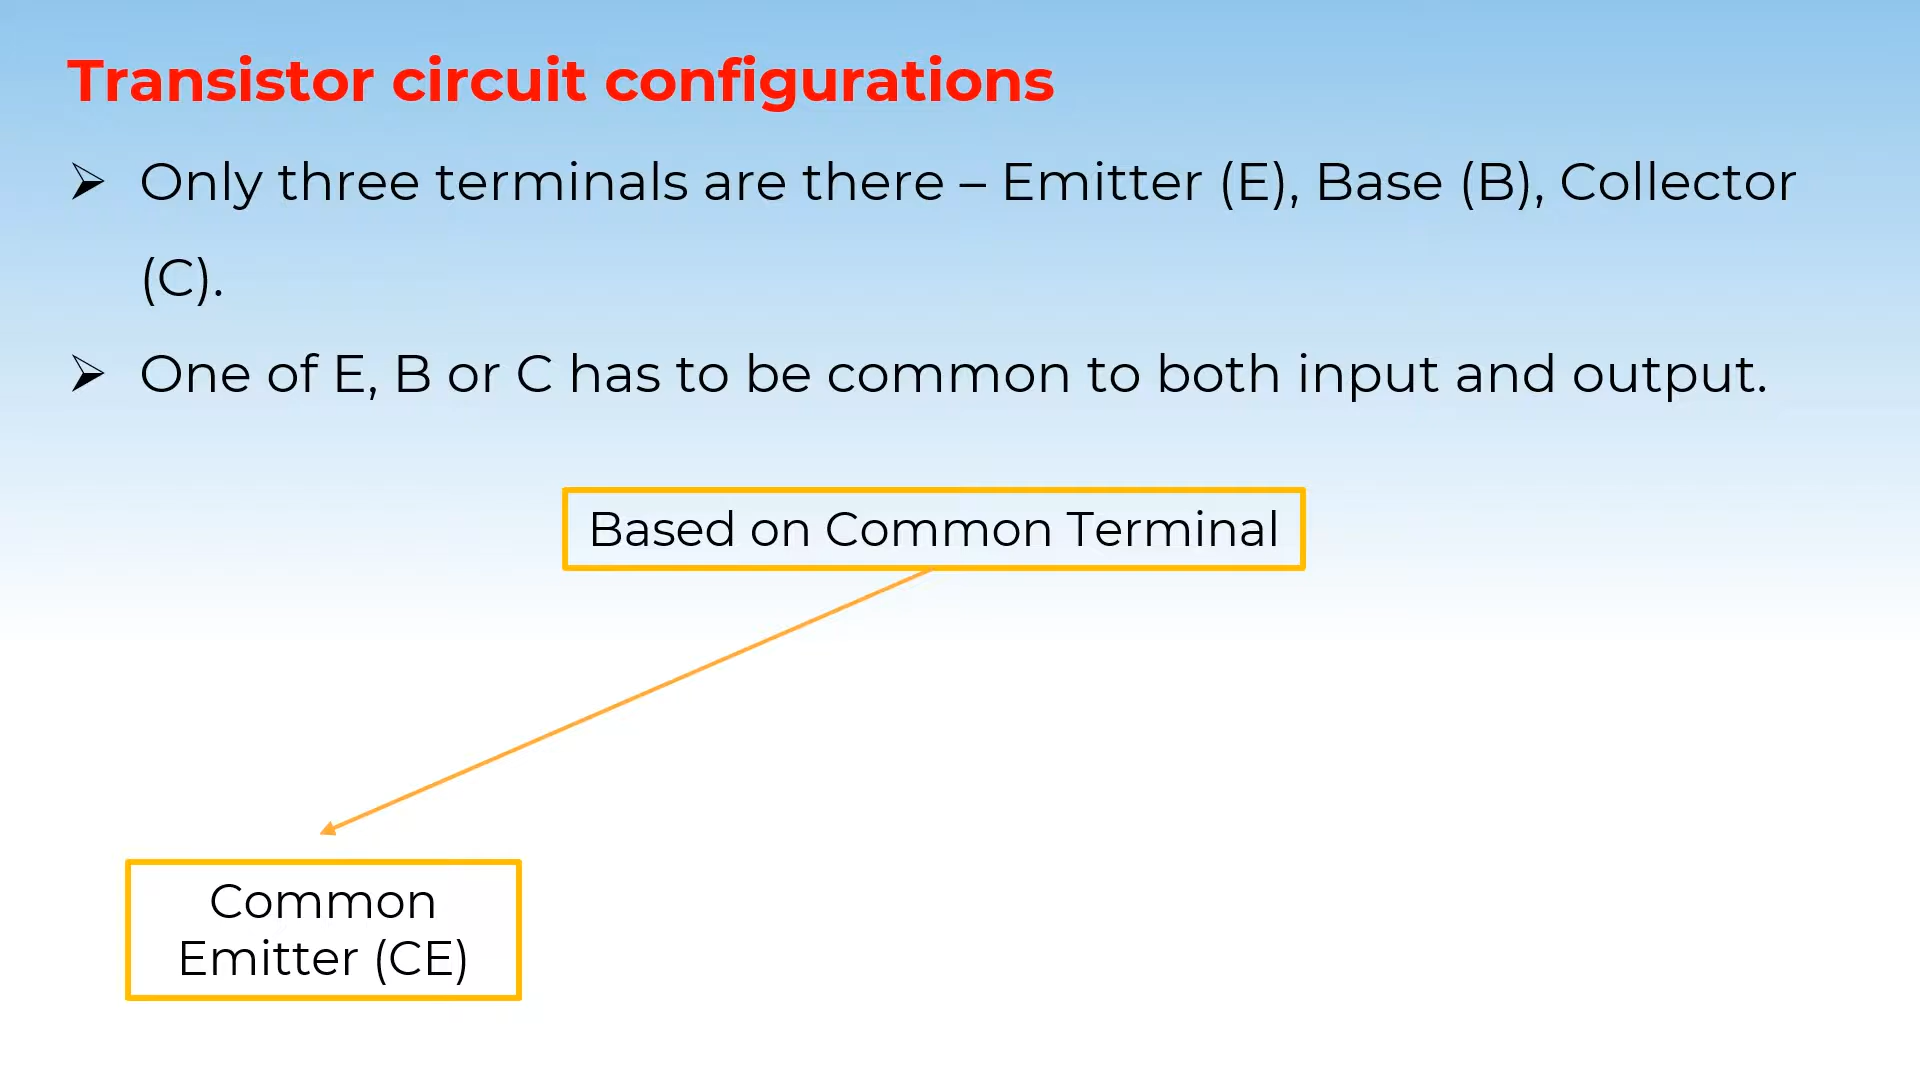 Transistor circuit configurations
➢ Only three terminals are there – Emitter (E), Base (B), Collector
(C).
➢ One of E, B or C has to be common to both input and output.
Based on Common Terminal
Common
Emitter (CE)